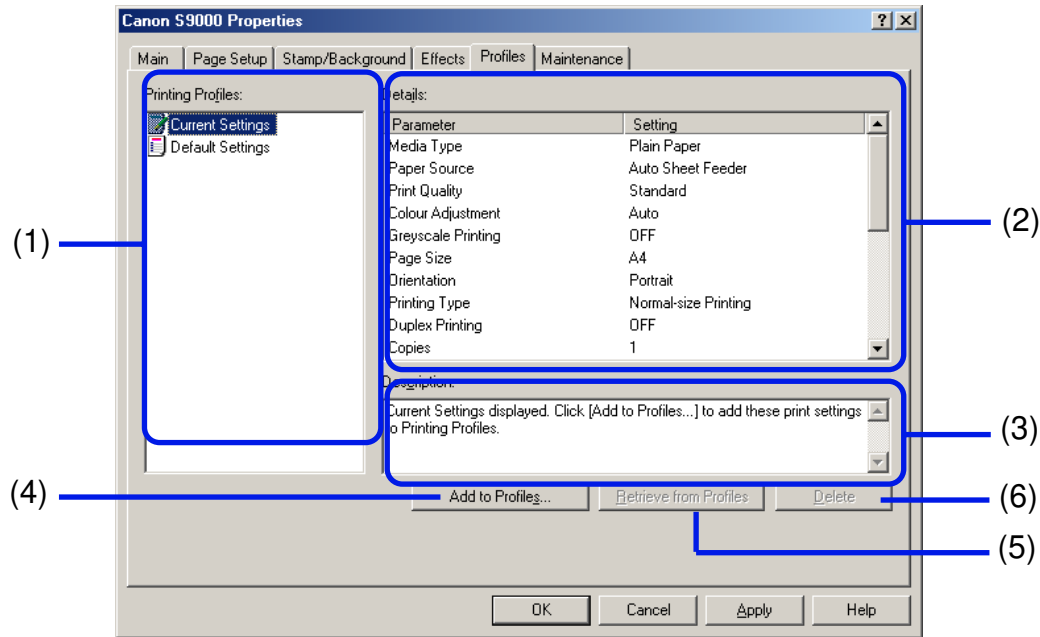 Canon S9000 Properties
Main Page Setup Stamp/Background Effects Profiles Maintenance
Printing Profiles:
Current Settings
Default Settings
Details:
Parameter Setting
Media Type Plain Paper
Paper Source Auto Sheet Feeder
Print Quality Standard
Colour Adjustment Auto
Greyscale Printing OFF
Page Size A4
Orientation Portrait
Printing Type Normal-size Printing
Duplex Printing OFF
Copies 1
Description:
Current Settings displayed. Click [Add to Profiles...] to add these print settings
to Printing Profiles.
Add to Profiles... Retrieve from Profiles Delete
OK Cancel Apply Help
(1)
(2)
(3)
(4)
(6)
(5)